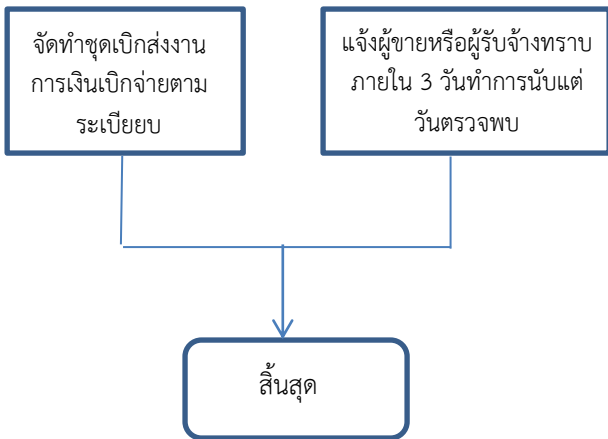 จัดทำชุดเบิกส่งงาน
การเงินเบิกจ่ายตาม
ระเบียยบ
แจ้งผู้ขายหรือผู้รับจ้างทราบ
ภายใน 3 วันทำการนับแต่
วันตรวจพบ
สิ้นสุด